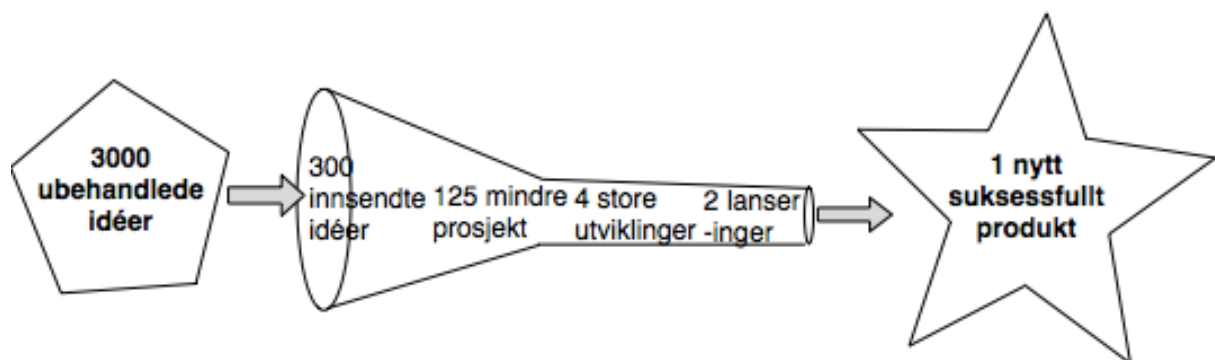 3000
ubehandlede
idéer
300
innsendte
idéer
125 mindre
prosjekt
4 store
utviklinger
2 lanser
-inger
1 nytt
suksessfullt
produkt